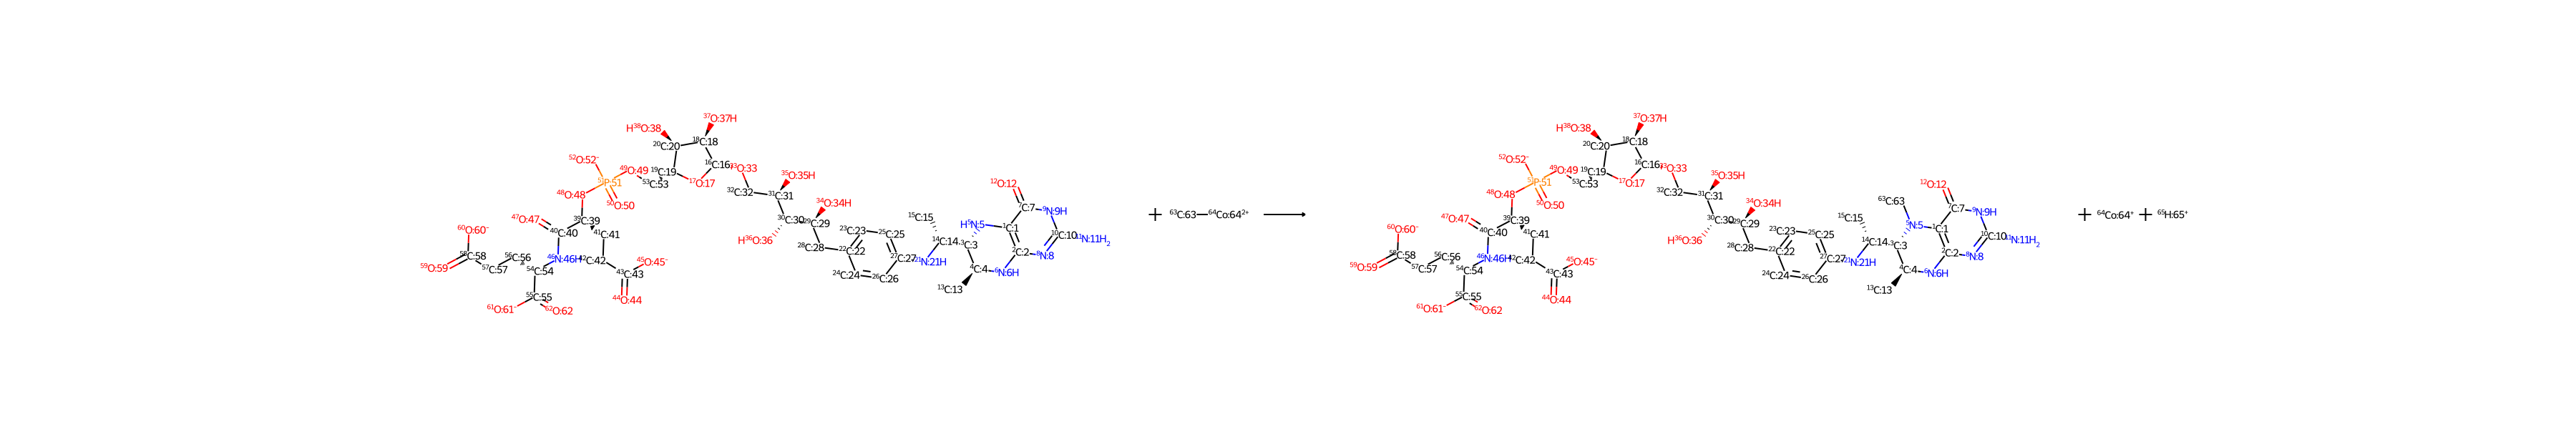 ³⁷O:37H
H³⁸O:38
²⁰C:20
¹⁸C:18
⁵²O:52⁻
⁴⁹O:49
¹⁹C:19
¹⁶C:16
³³O:33
⁵¹P:51
⁵³C:53
¹⁷O:17
³⁵O:35H
⁴⁸O:48
⁵⁰O:50
³²C:32
³¹C:31
¹²O:12
⁴⁷O:47
³⁹C:39
³⁴O:34H
³⁰C:30
²⁹C:29
¹⁵C:15
⁷C:7
⁹N:9H
⁶⁰O:60⁻
⁴⁰C:40
⁴¹C:41
H³⁶O:36
²³C:23
²⁵C:25
H⁵N:5
¹C:1
¹⁰C:10
¹¹N:11H₂
²⁸C:28
²²C:22
¹⁴C:14
³C:3
²C:2
⁸N:8
⁵⁸C:58
⁵⁶C:56
⁴⁶N:46H
⁴²C:42
⁴⁵O:45⁻
²⁷C:27
²¹N:21H
⁵⁹O:59
⁵⁷C:57
⁵⁴C:54
⁴³C:43
²⁴C:24
²⁶C:26
⁴C:4
⁶N:6H
¹³C:13
⁵⁵C:55
⁴⁴O:44
⁶¹O:61⁻
⁶²O:62
+
⁶³C:63
⁶⁴Co:64²⁺
³⁷O:37H
H³⁸O:38
²⁰C:20
¹⁸C:18
⁵²O:52⁻
⁴⁹O:49
¹⁹C:19
¹⁶C:16
³³O:33
⁵¹P:51
⁵³C:53
¹⁷O:17
³⁵O:35H
⁴⁸O:48
⁵⁰O:50
³²C:32
³¹C:31
⁶³C:63
¹²O:12
⁴⁷O:47
³⁹C:39
³⁴O:34H
³⁰C:30
²⁹C:29
¹⁵C:15
⁷C:7
⁹N:9H
⁶⁰O:60⁻
⁴⁰C:40
⁴¹C:41
H³⁶O:36
²³C:23
²⁵C:25
⁵N:5
¹C:1
¹⁰C:10
¹¹N:11H₂
²⁸C:28
²²C:22
¹⁴C:14
³C:3
²C:2
⁸N:8
⁵⁸C:58
⁵⁶C:56
⁴⁶N:46H
⁴²C:42
⁴⁵O:45⁻
²⁷C:27
²¹N:21H
⁵⁹O:59
⁵⁷C:57
⁵⁴C:54
⁴³C:43
²⁴C:24
²⁶C:26
⁴C:4
⁶N:6H
¹³C:13
⁵⁵C:55
⁴⁴O:44
⁶¹O:61⁻
⁶²O:62
+
⁶⁴Co:64⁺
+
⁶⁵H:65⁺